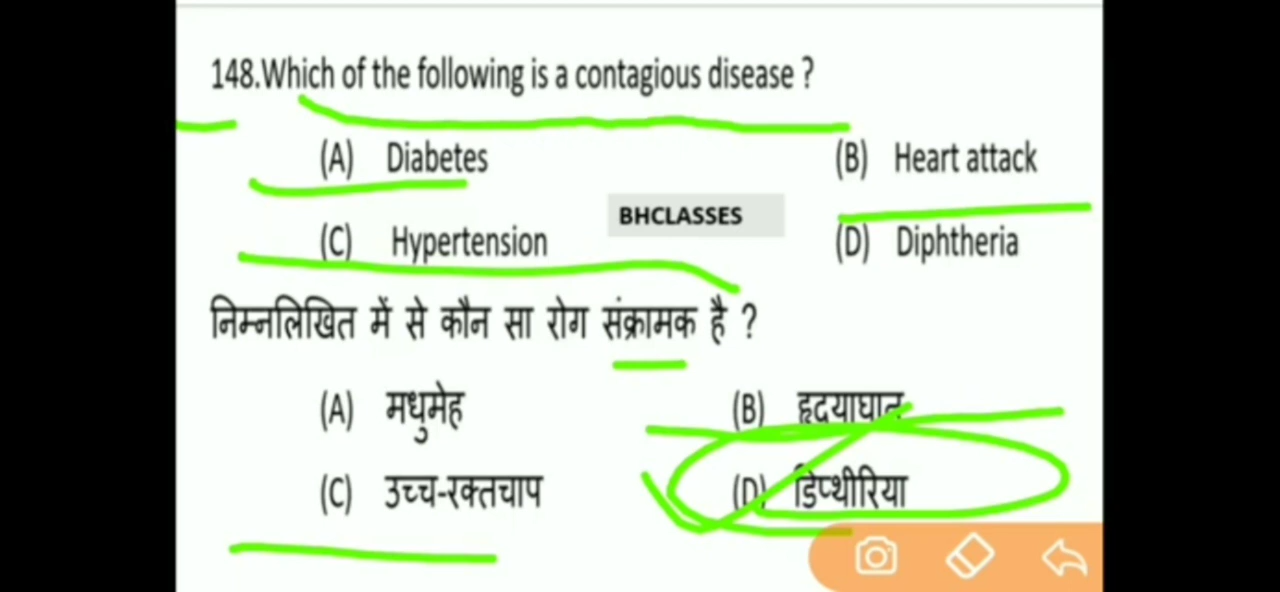 148.Which of the following is a contagious disease ?
(A) Diabetes (B) Heart attack
BHCLASSES
(C) Hypertension (D) Diphtheria
निम्नलिखित में से कौन सा रोग संक्रामक है ?
(A) मधुमेह (B) हृदयाघात
(C) उच्च-रक्तचाप (D) डिप्थीरिया